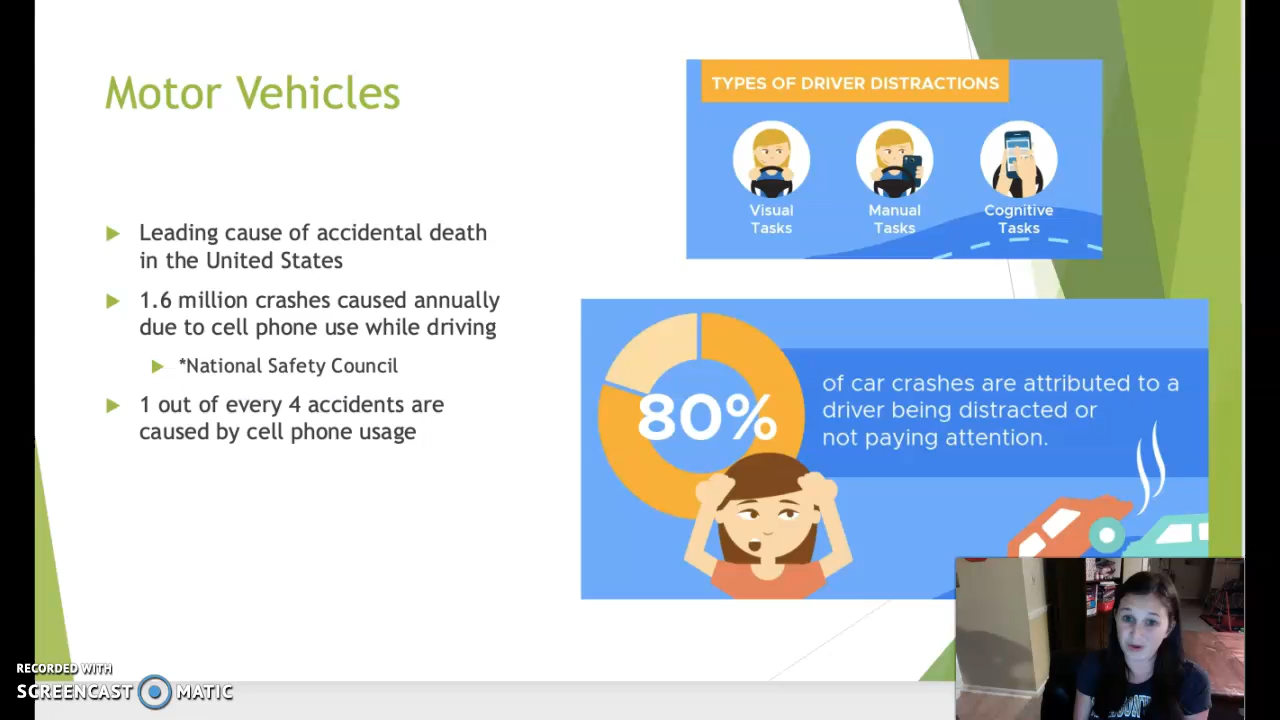 Motor Vehicles
Leading cause of accidental death
in the United States
1.6 million crashes caused annually
due to cell phone use while driving
*National Safety Council
1 out of every 4 accidents are
caused by cell phone usage
TYPES OF DRIVER DISTRACTIONS
Visual
Tasks
Manual
Tasks
Cognitive
Tasks
80%
of car crashes are attributed to a
driver being distracted or
not paying attention.
RECORDED WITH
SCREENCAST MATIC